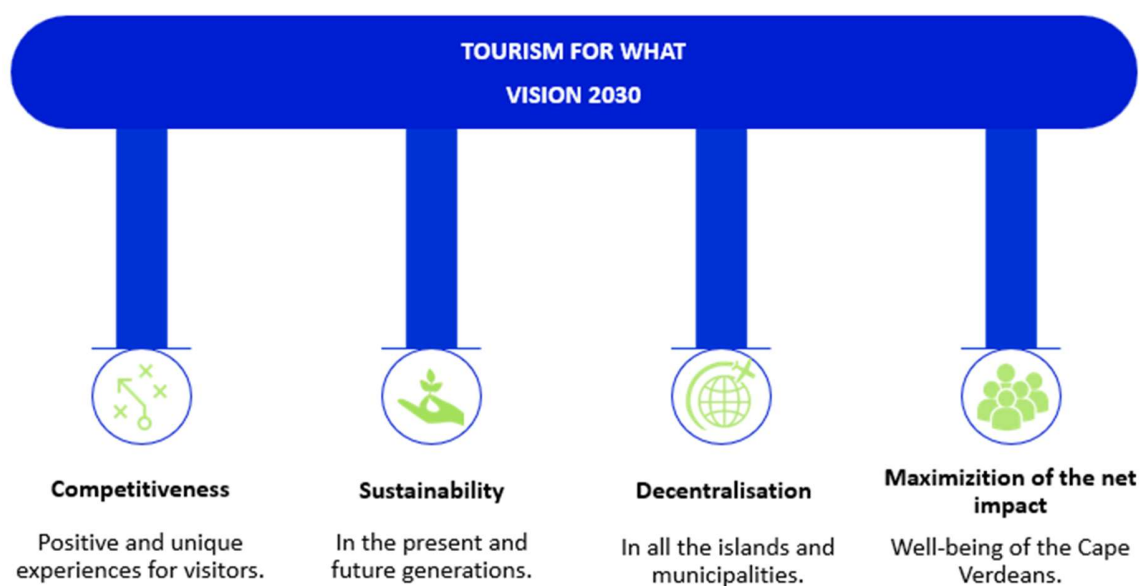 TOURISM FOR WHAT
VISION 2030
Competitiveness
Positive and unique
experiences for visitors.
Sustainability
In the present and
future generations.
Decentralisation
In all the islands and
municipalities.
Maximizition of the net
impact
Well-being of the Cape
Verdeans.